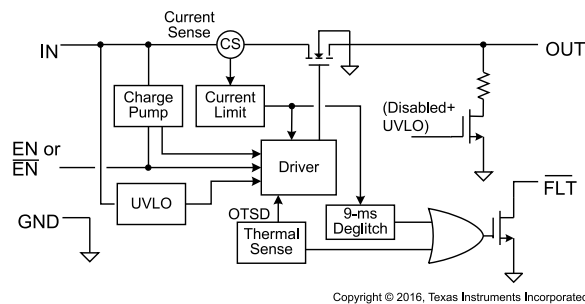 Current
Sense
IN
CS
OUT
Charge
Pump
Current
Limit
(Disabled+
UVLO)
EN or
EN
Driver
FLT
UVLO
GND
OTSD
Thermal
Sense
9-ms
Deglitch
Copyright © 2016, Texas Instruments Incorporated